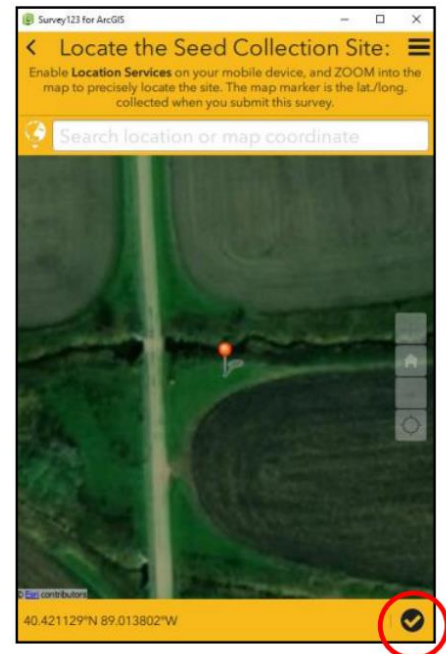 Survey123 for ArcGIS
Locate the Seed Collection Site:
Enable Location Services on your mobile device, and ZOOM into the
map to precisely locate the site. The map marker is the lat./long.
collected when you submit this survey.
Search location or map coordinate
© Esri contributors
40.421129°N 89.013802°W